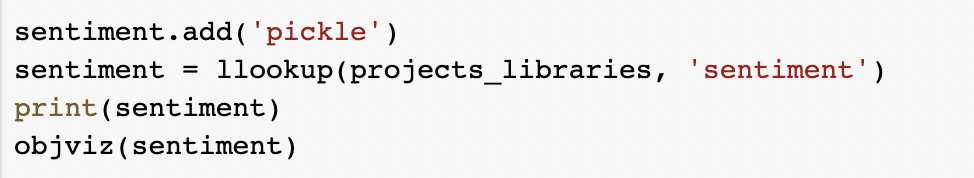 sentiment.add('pickle')
sentiment = llookup(projects_libraries, 'sentiment')
print(sentiment)
objviz(sentiment)